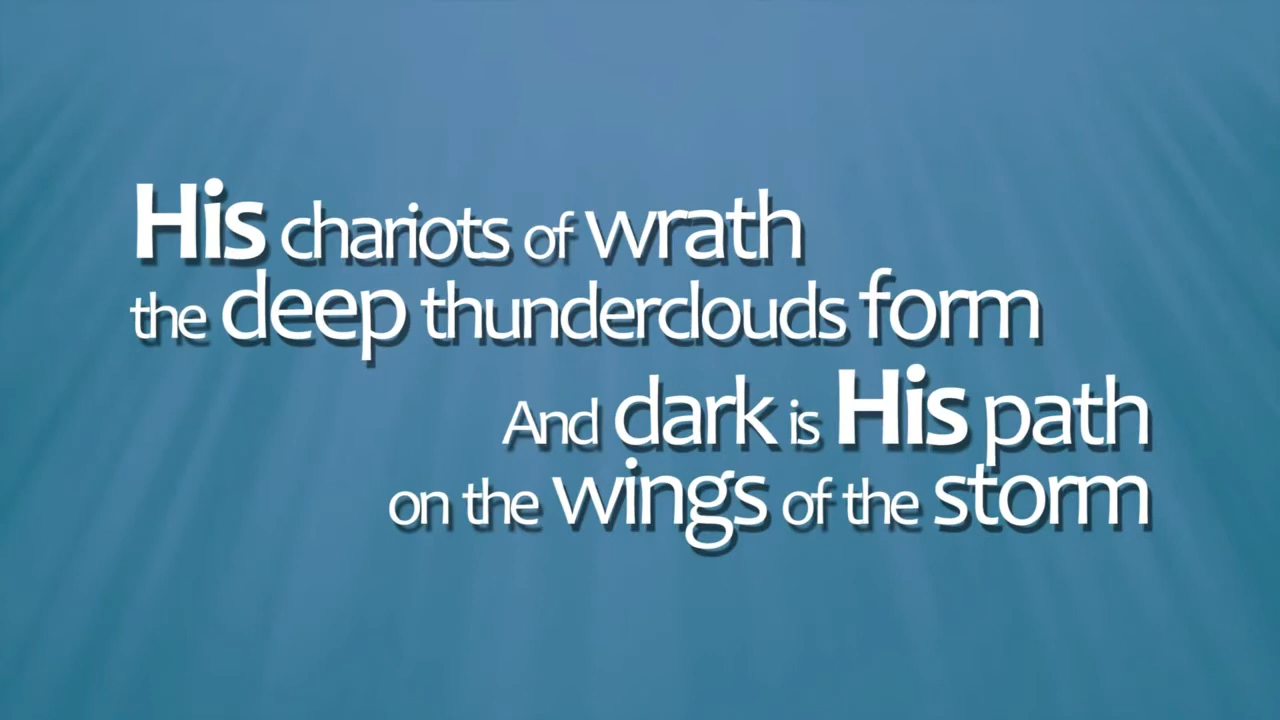 His chariots of wrath
the deep thunderclouds form
And dark is His path
on the wings of the storm